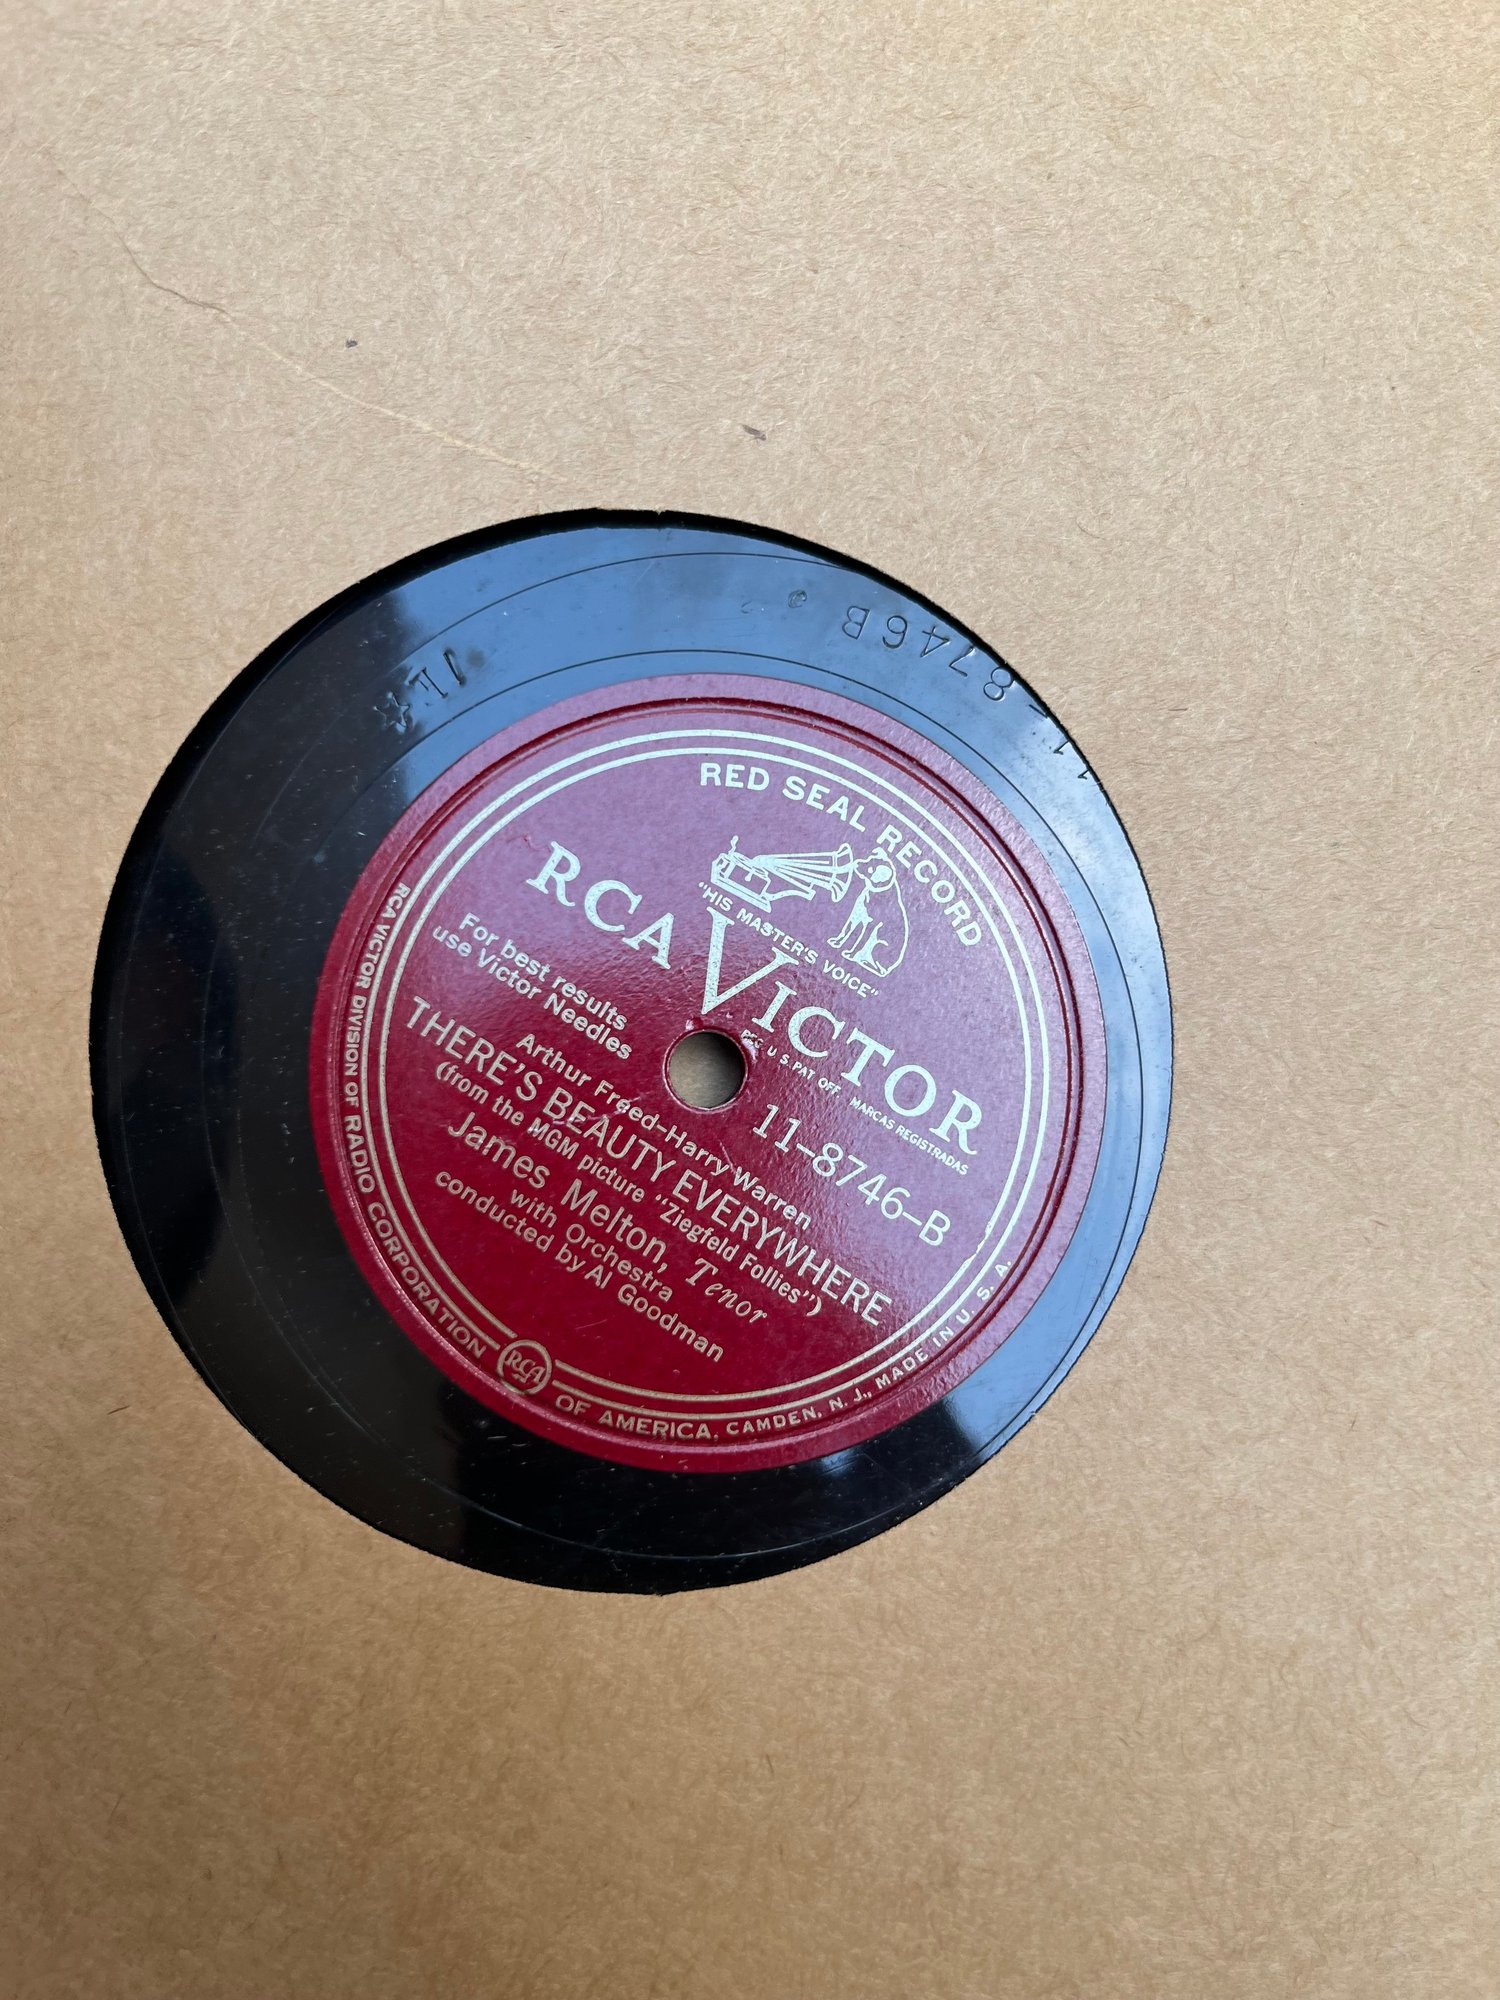 11-8746B
1L
RED SEAL RECORD
"HIS MASTER'S VOICE"
RCA VICTOR
REG U S. PAT OFF. MARCAS REGISTRADAS
For best results
use Victor Needles
11-8746-B
Arthur Freed-Harry Warren
THERE'S BEAUTY EVERYWHERE
(from the MGM picture "Ziegfeld Follies")
James Melton, Tenor
with Orchestra
conducted by Al Goodman
RCA VICTOR DIVISION OF RADIO CORPORATION RCA OF AMERICA, CAMDEN, N. J., MADE IN U. S. A.